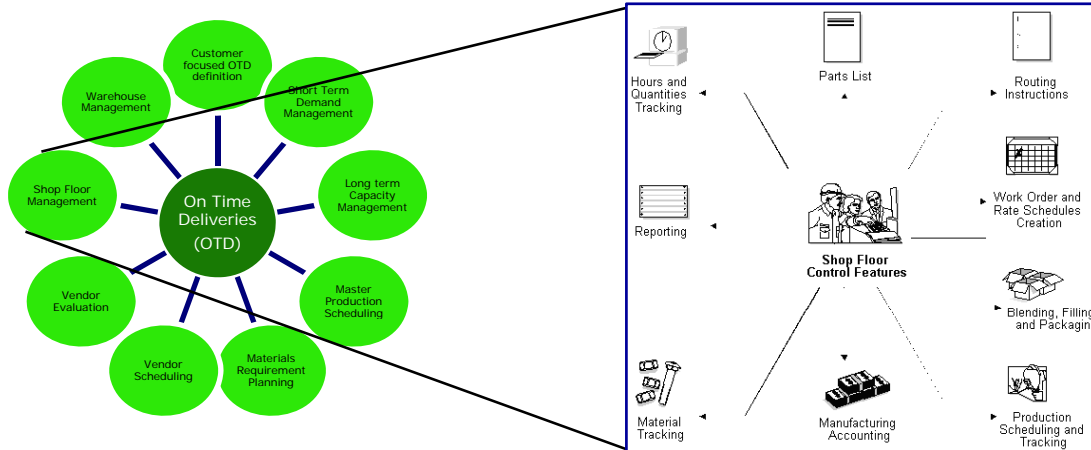 Customer
focused OTD
definition
Warehouse
Management
Short Term
Demand
Management
Shop Floor
Management
On Time
Deliveries
(OTD)
Long term
Capacity
Management
Vendor
Evaluation
Master
Production
Scheduling
Vendor
Scheduling
Materials
Requirement
Planning
Hours and
Quantities
Tracking
Parts List
Routing
Instructions
Reporting
Shop Floor
Control Features
Work Order and
Rate Schedules
Creation
Blending, Filling
and Packagin
Material
Tracking
Manufacturing
Accounting
Production
Scheduling and
Tracking